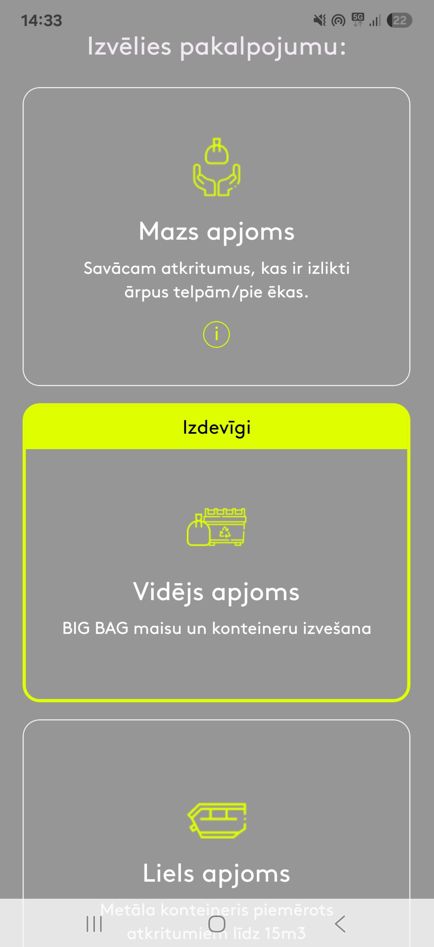 14:33
5G
22
Izvēlies pakalpojumu:
Mazs apjoms
Savācam atkritumus, kas ir izlikti
ārpus telpām/pie ēkas.
i
Izdevīgi
Vidējs apjoms
BIG BAG maisu un konteineru izvešana
Liels apjoms
Metāla konteineris piemērots
atkritumiem līdz 15m3